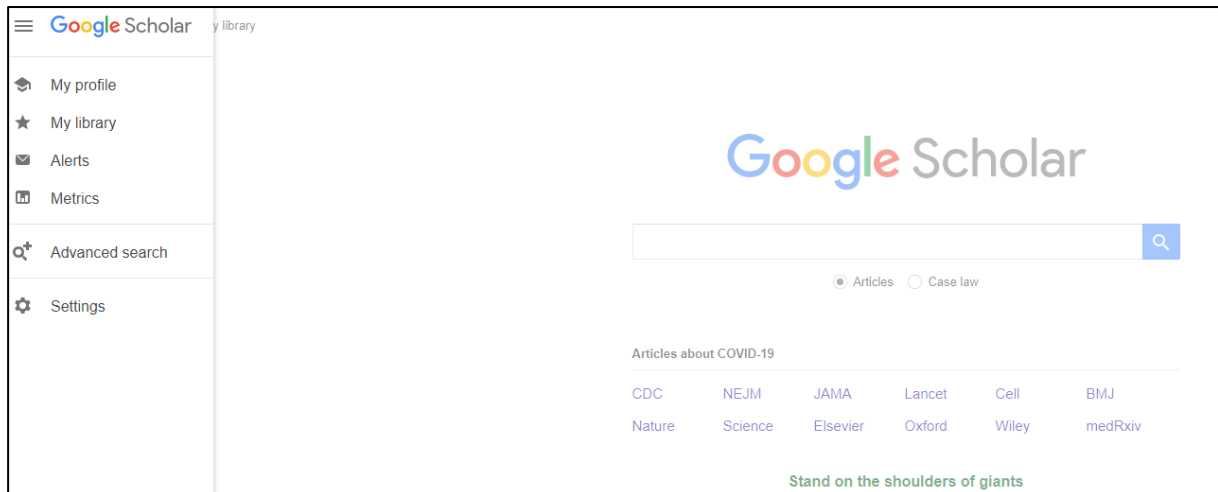 Google Scholar
y library
My profile
My library
Alerts
Metrics
Advanced search
Settings
Google Scholar
Articles Case law
Articles about COVID-19
CDC NEJM JAMA Lancet Cell BMJ
Nature Science Elsevier Oxford Wiley medRxiv
Stand on the shoulders of giants